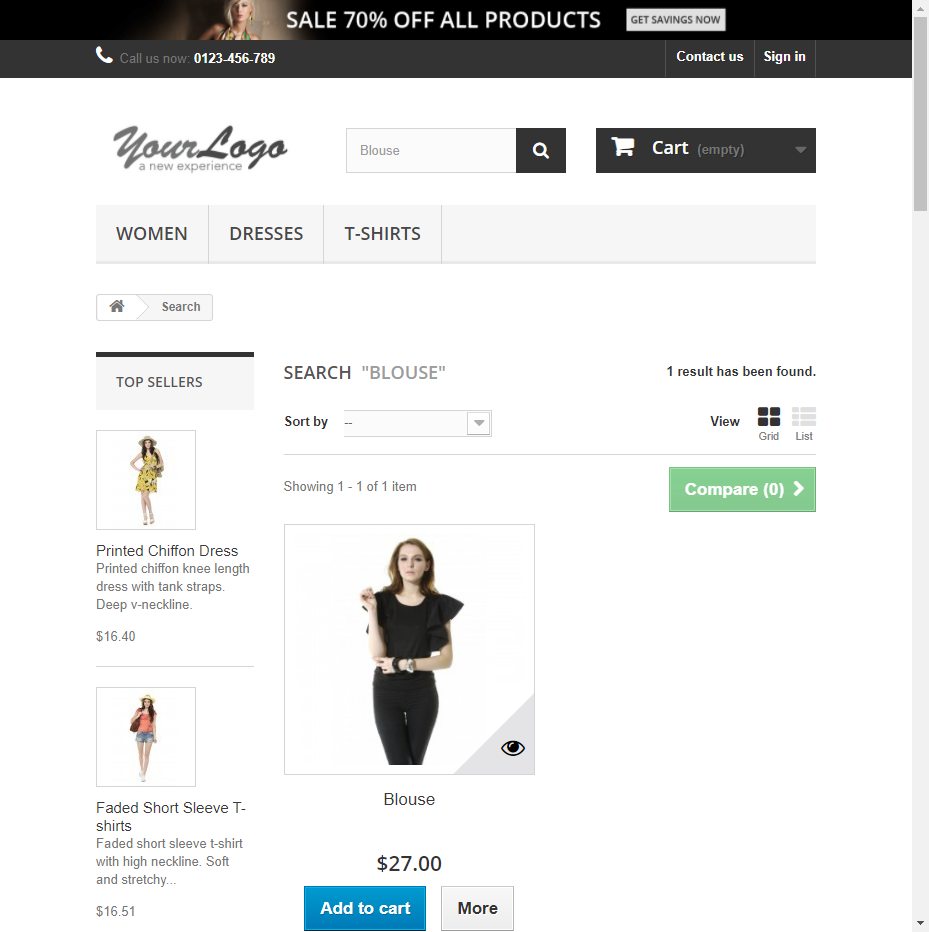 SALE 70% OFF ALL PRODUCTS GET SAVINGS NOW
Call us now: 0123-456-789 Contact us Sign in
YourLogo
a new experience
Blouse
Cart (empty)
WOMEN DRESSES T-SHIRTS
Search
TOP SELLERS
Printed Chiffon Dress
Printed chiffon knee length
dress with tank straps.
Deep v-neckline.
$16.40
Faded Short Sleeve T-
shirts
Faded short sleeve t-shirt
with high neckline. Soft
and stretchy...
$16.51
SEARCH "BLOUSE" 1 result has been found.
Sort by -- View Grid List
Showing 1 - 1 of 1 item Compare (0)
Blouse
$27.00
Add to cart More